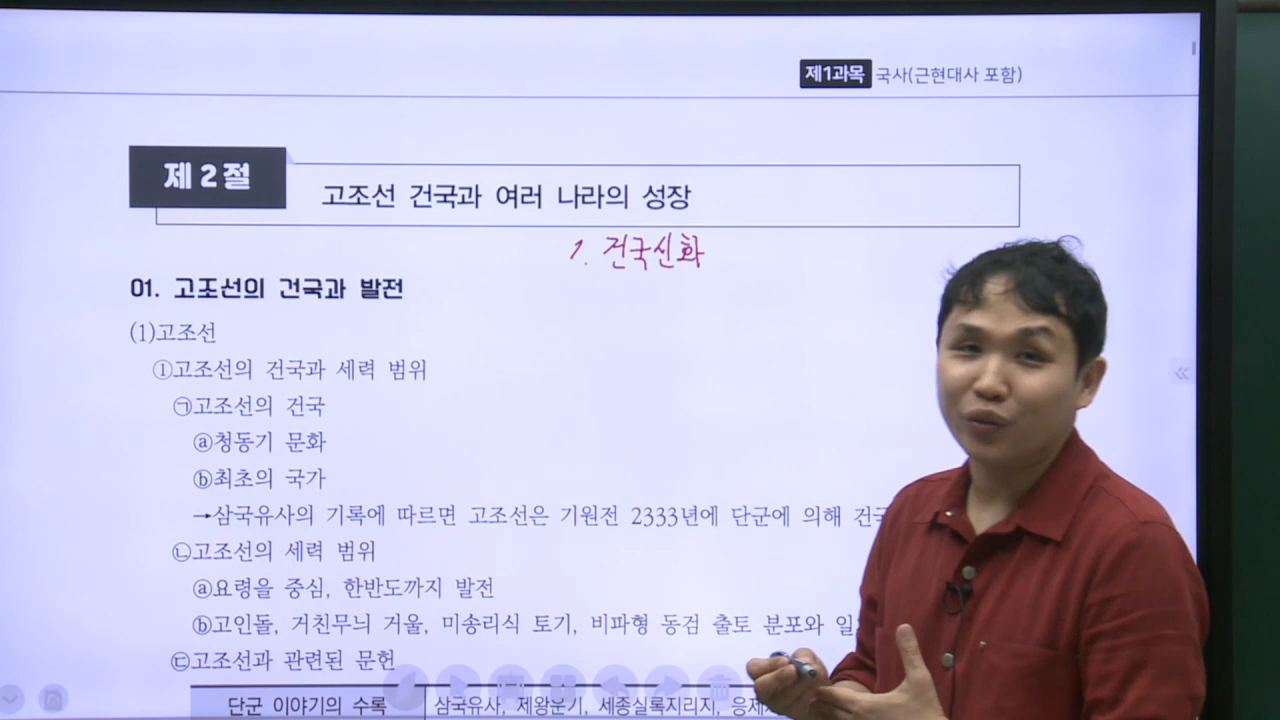 제1과목 국사(근현대사 포함)
제2절
고조선 건국과 여러 나라의 성장
1. 건국신화
01. 고조선의 건국과 발전
(1)고조선
①고조선의 건국과 세력 범위
㉠고조선의 건국
ⓐ청동기 문화
ⓑ최초의 국가
→삼국유사의 기록에 따르면 고조선은 기원전 2333년에 단군에 의해 건국
㉡고조선의 세력 범위
ⓐ요령을 중심, 한반도까지 발전
ⓑ고인돌, 거친무늬 거울, 미송리식 토기, 비파형 동검 출토 분포와
㉢고조선과 관련된 문헌
단군 이야기의 수록 삼국유사, 제왕운기, 세종실록지리지,